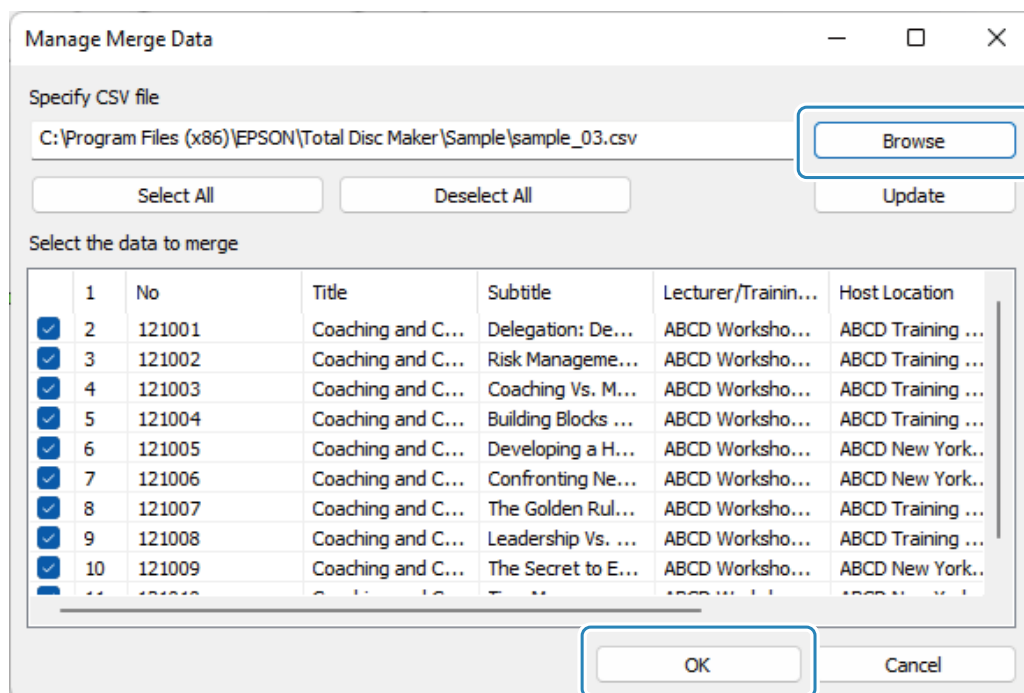 Manage Merge Data
Specify CSV file
C:\Program Files (x86)\EPSON\Total Disc Maker\Sample\sample_03.csv Browse
Select All Deselect All Update
Select the data to merge
1 No Title Subtitle Lecturer/Trainin... Host Location
2 121001 Coaching and C... Delegation: De... ABCD Worksho... ABCD Training ...
3 121002 Coaching and C... Risk Manageme... ABCD Worksho... ABCD Training ...
4 121003 Coaching and C... Coaching Vs. M... ABCD Worksho... ABCD Training ...
5 121004 Coaching and C... Building Blocks ... ABCD Worksho... ABCD Training ...
6 121005 Coaching and C... Developing a H... ABCD Worksho... ABCD New York..
7 121006 Coaching and C... Confronting Ne... ABCD Worksho... ABCD New York..
8 121007 Coaching and C... The Golden Rul... ABCD Worksho... ABCD Training ...
9 121008 Coaching and C... Leadership Vs. ... ABCD Worksho... ABCD Training ...
10 121009 Coaching and C... The Secret to E... ABCD Worksho... ABCD New York..
OK Cancel